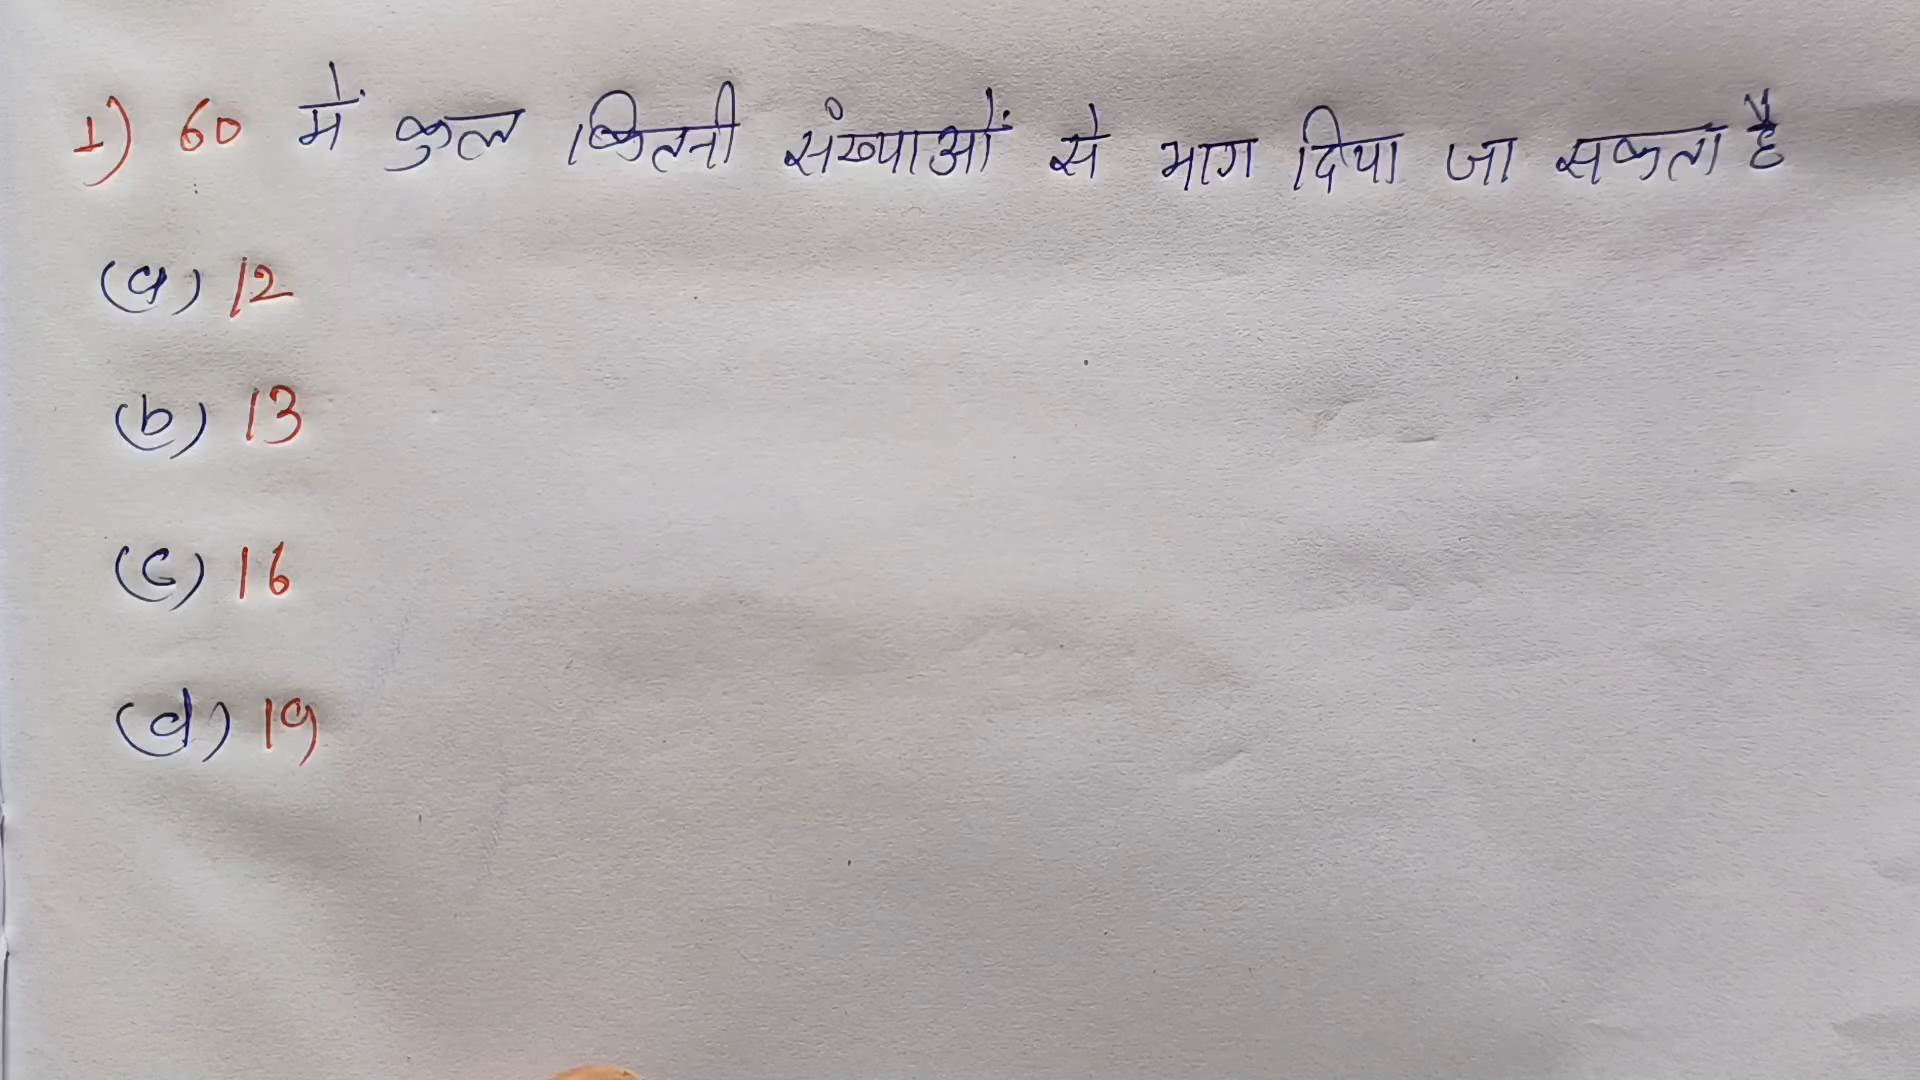 1) 60 में कुल कितनी संख्याओं से भाग दिया जा सकता है
(a) 12
(b) 13
(c) 16
(d) 19